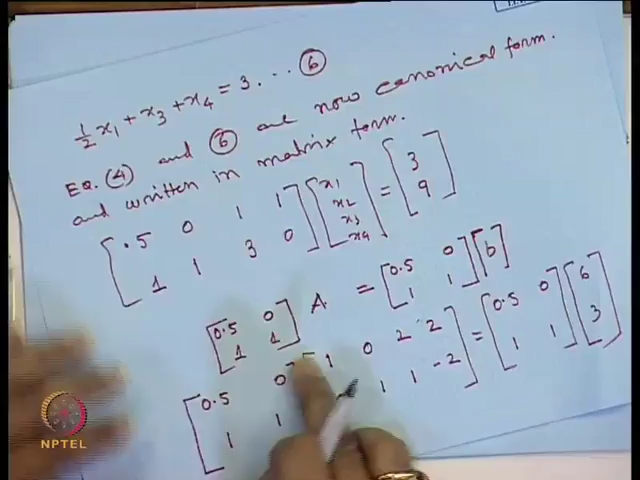 ½x₁ + x₃ + x₄ = 3 ... ⑥
EQ. ④ and ⑥ are now canonical form.
and written in matrix form.
[.5 0 1 1] [x1] = [3]
[1 1 3 0] [x2 x3 x4] [9]
[0.5 0] A = [0.5 0] [b]
[1 1] [1 1]
[0.5 0] [1 0 2 2] = [0.5 0] [6]
[1 1] [1 1 -2] [1 1] [3]
NPTEL